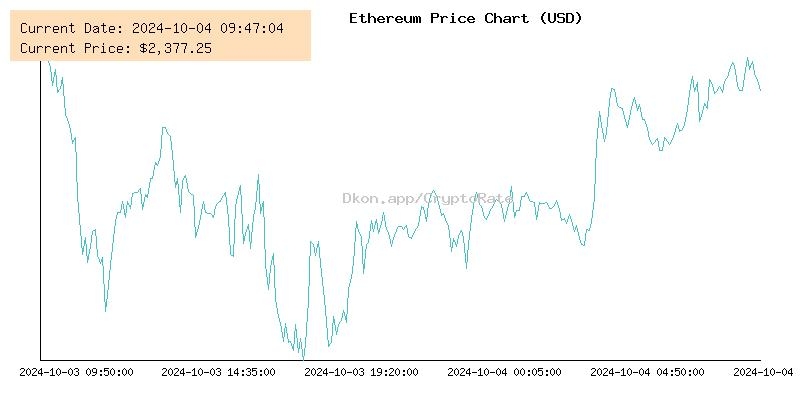 Ethereum Price Chart (USD)
Current Date: 2024-10-04 09:47:04
Current Price: $2,377.25
Dkon.app/CryptoRate
2024-10-03 09:50:00 2024-10-03 14:35:00 2024-10-03 19:20:00 2024-10-04 00:05:00 2024-10-04 04:50:00 2024-10-04